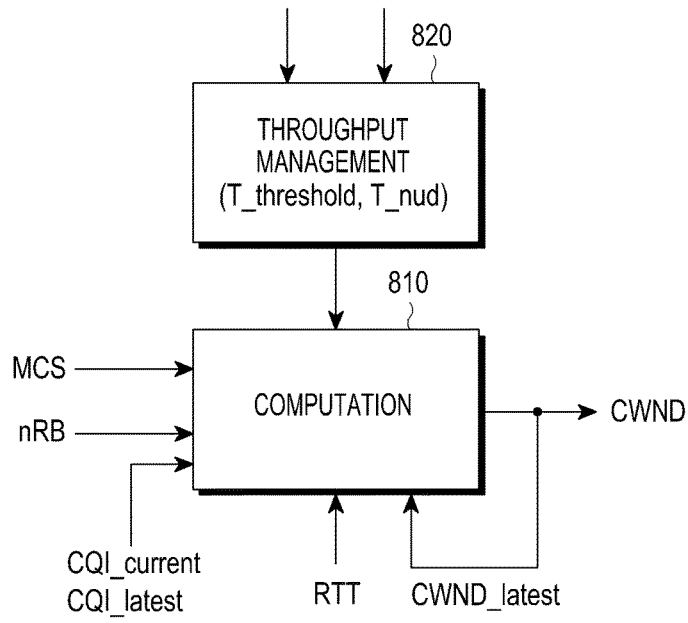 820
THROUGHPUT
MANAGEMENT
(T_threshold, T_nud)
810
MCS
COMPUTATION
CWND
nRB
CQI_current
CQI_latest
RTT
CWND_latest